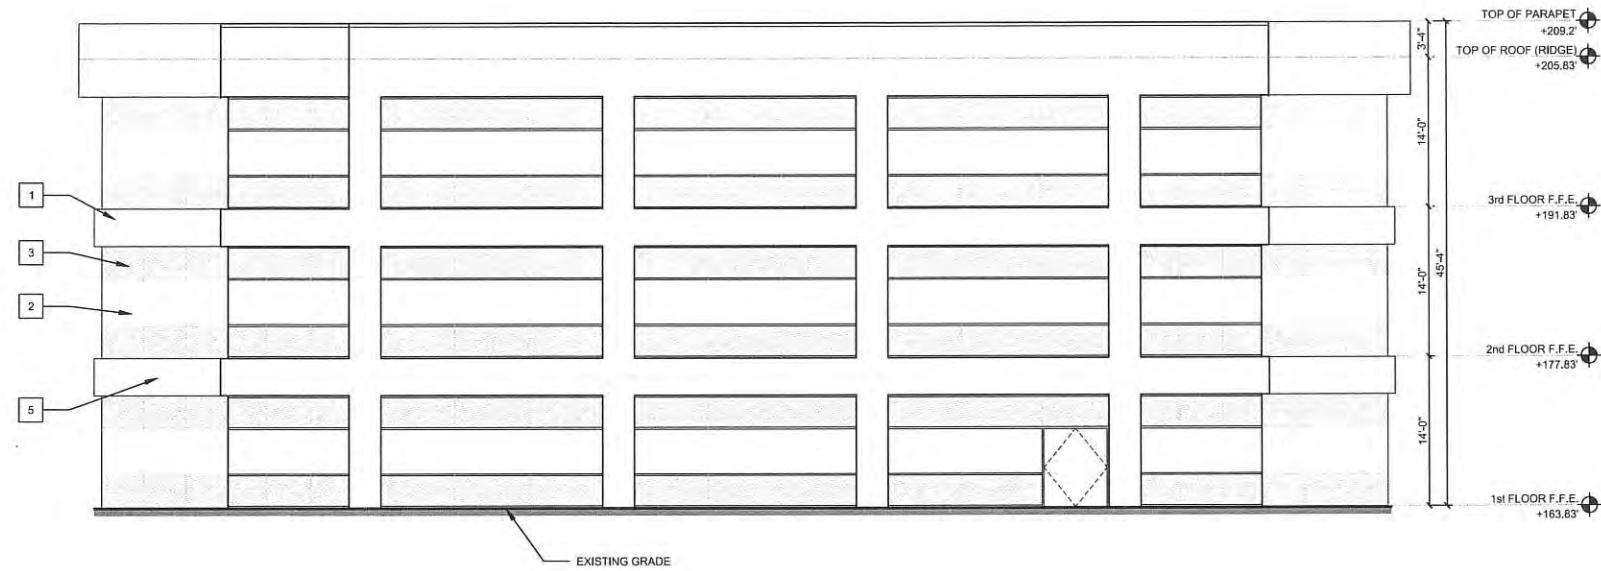 TOP OF PARAPET
+209.2'
3'-4"
TOP OF ROOF (RIDGE)
+205.83'
14'-0"
1
3rd FLOOR F.F.E.
+191.83'
3
14'-0"
45'-4"
2
2nd FLOOR F.F.E.
+177.83'
5
14'-0"
1st FLOOR F.F.E.
+163.83'
EXISTING GRADE